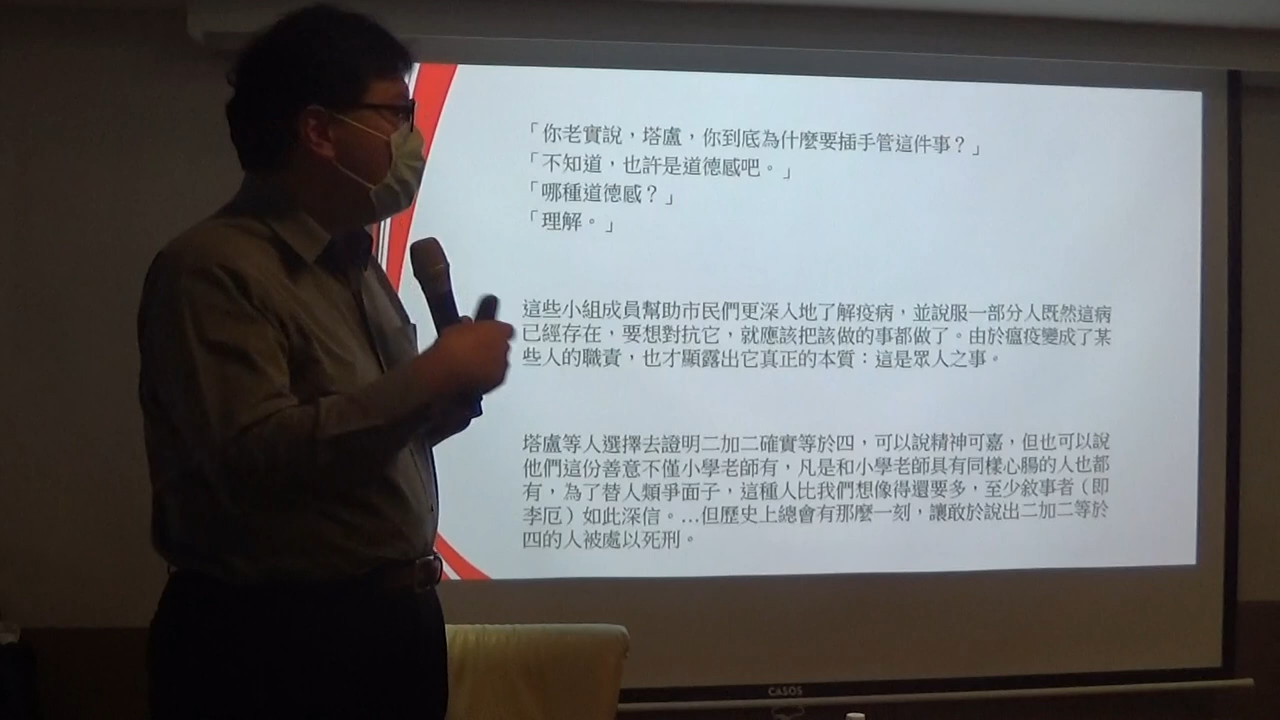 「你老實說，塔盧，你到底為什麼要插手管這件事？」
「不知道，也許是道德感吧。」
「哪種道德感？」
「理解。」
這些小組成員幫助市民們更深入地了解疫病，並說服一部分人既然這病
已經存在，要想對抗它，就應該把該做的事都做了。由於瘟疫變成了某
些人的職責，也才顯露出它真正的本質：這是眾人之事。
塔盧等人選擇去證明二加二確實等於四，可以說精神可嘉，但也可以說
他們這份善意不僅小學老師有，凡是和小學老師具有同樣心腸的人也都
有，為了替人類爭面子，這種人比我們想像得還要多，至少敘事者（即
李厄）如此深信。…但歷史上總會有那麼一刻，讓敢於說出二加二等於
四的人被處以死刑。
CASOS